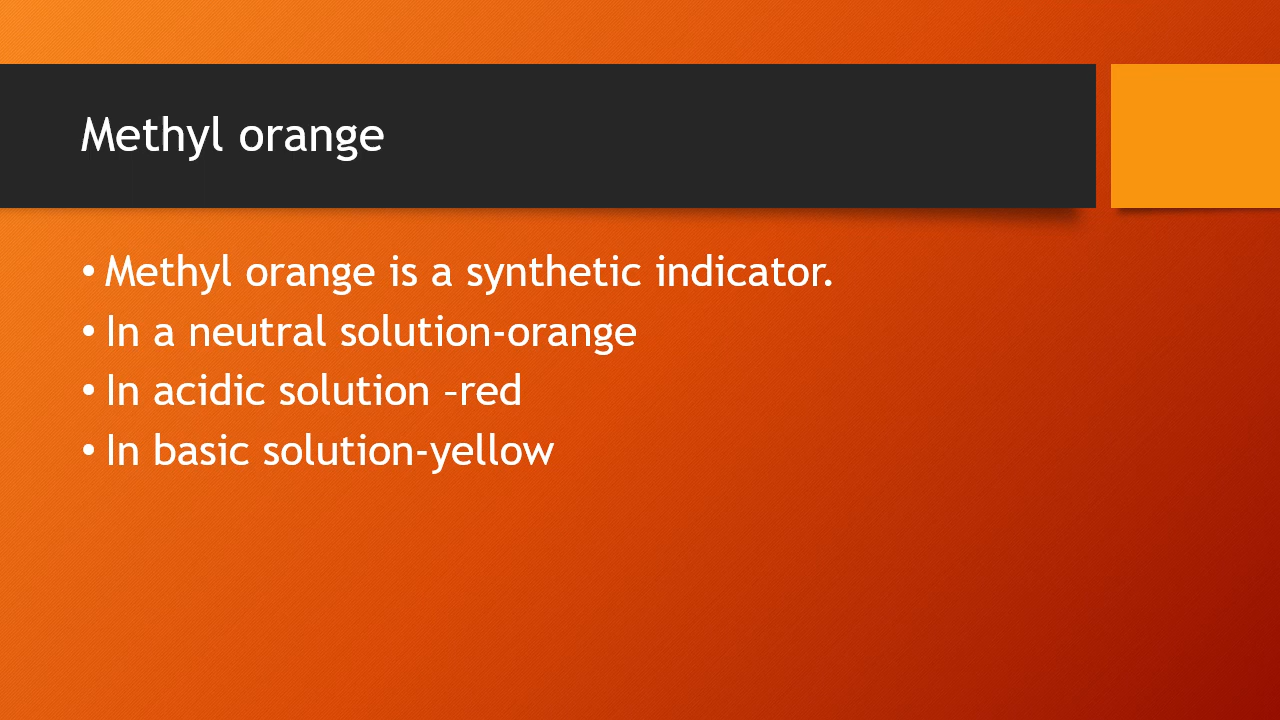 Methyl orange
• Methyl orange is a synthetic indicator.
• In a neutral solution-orange
• In acidic solution –red
• In basic solution-yellow